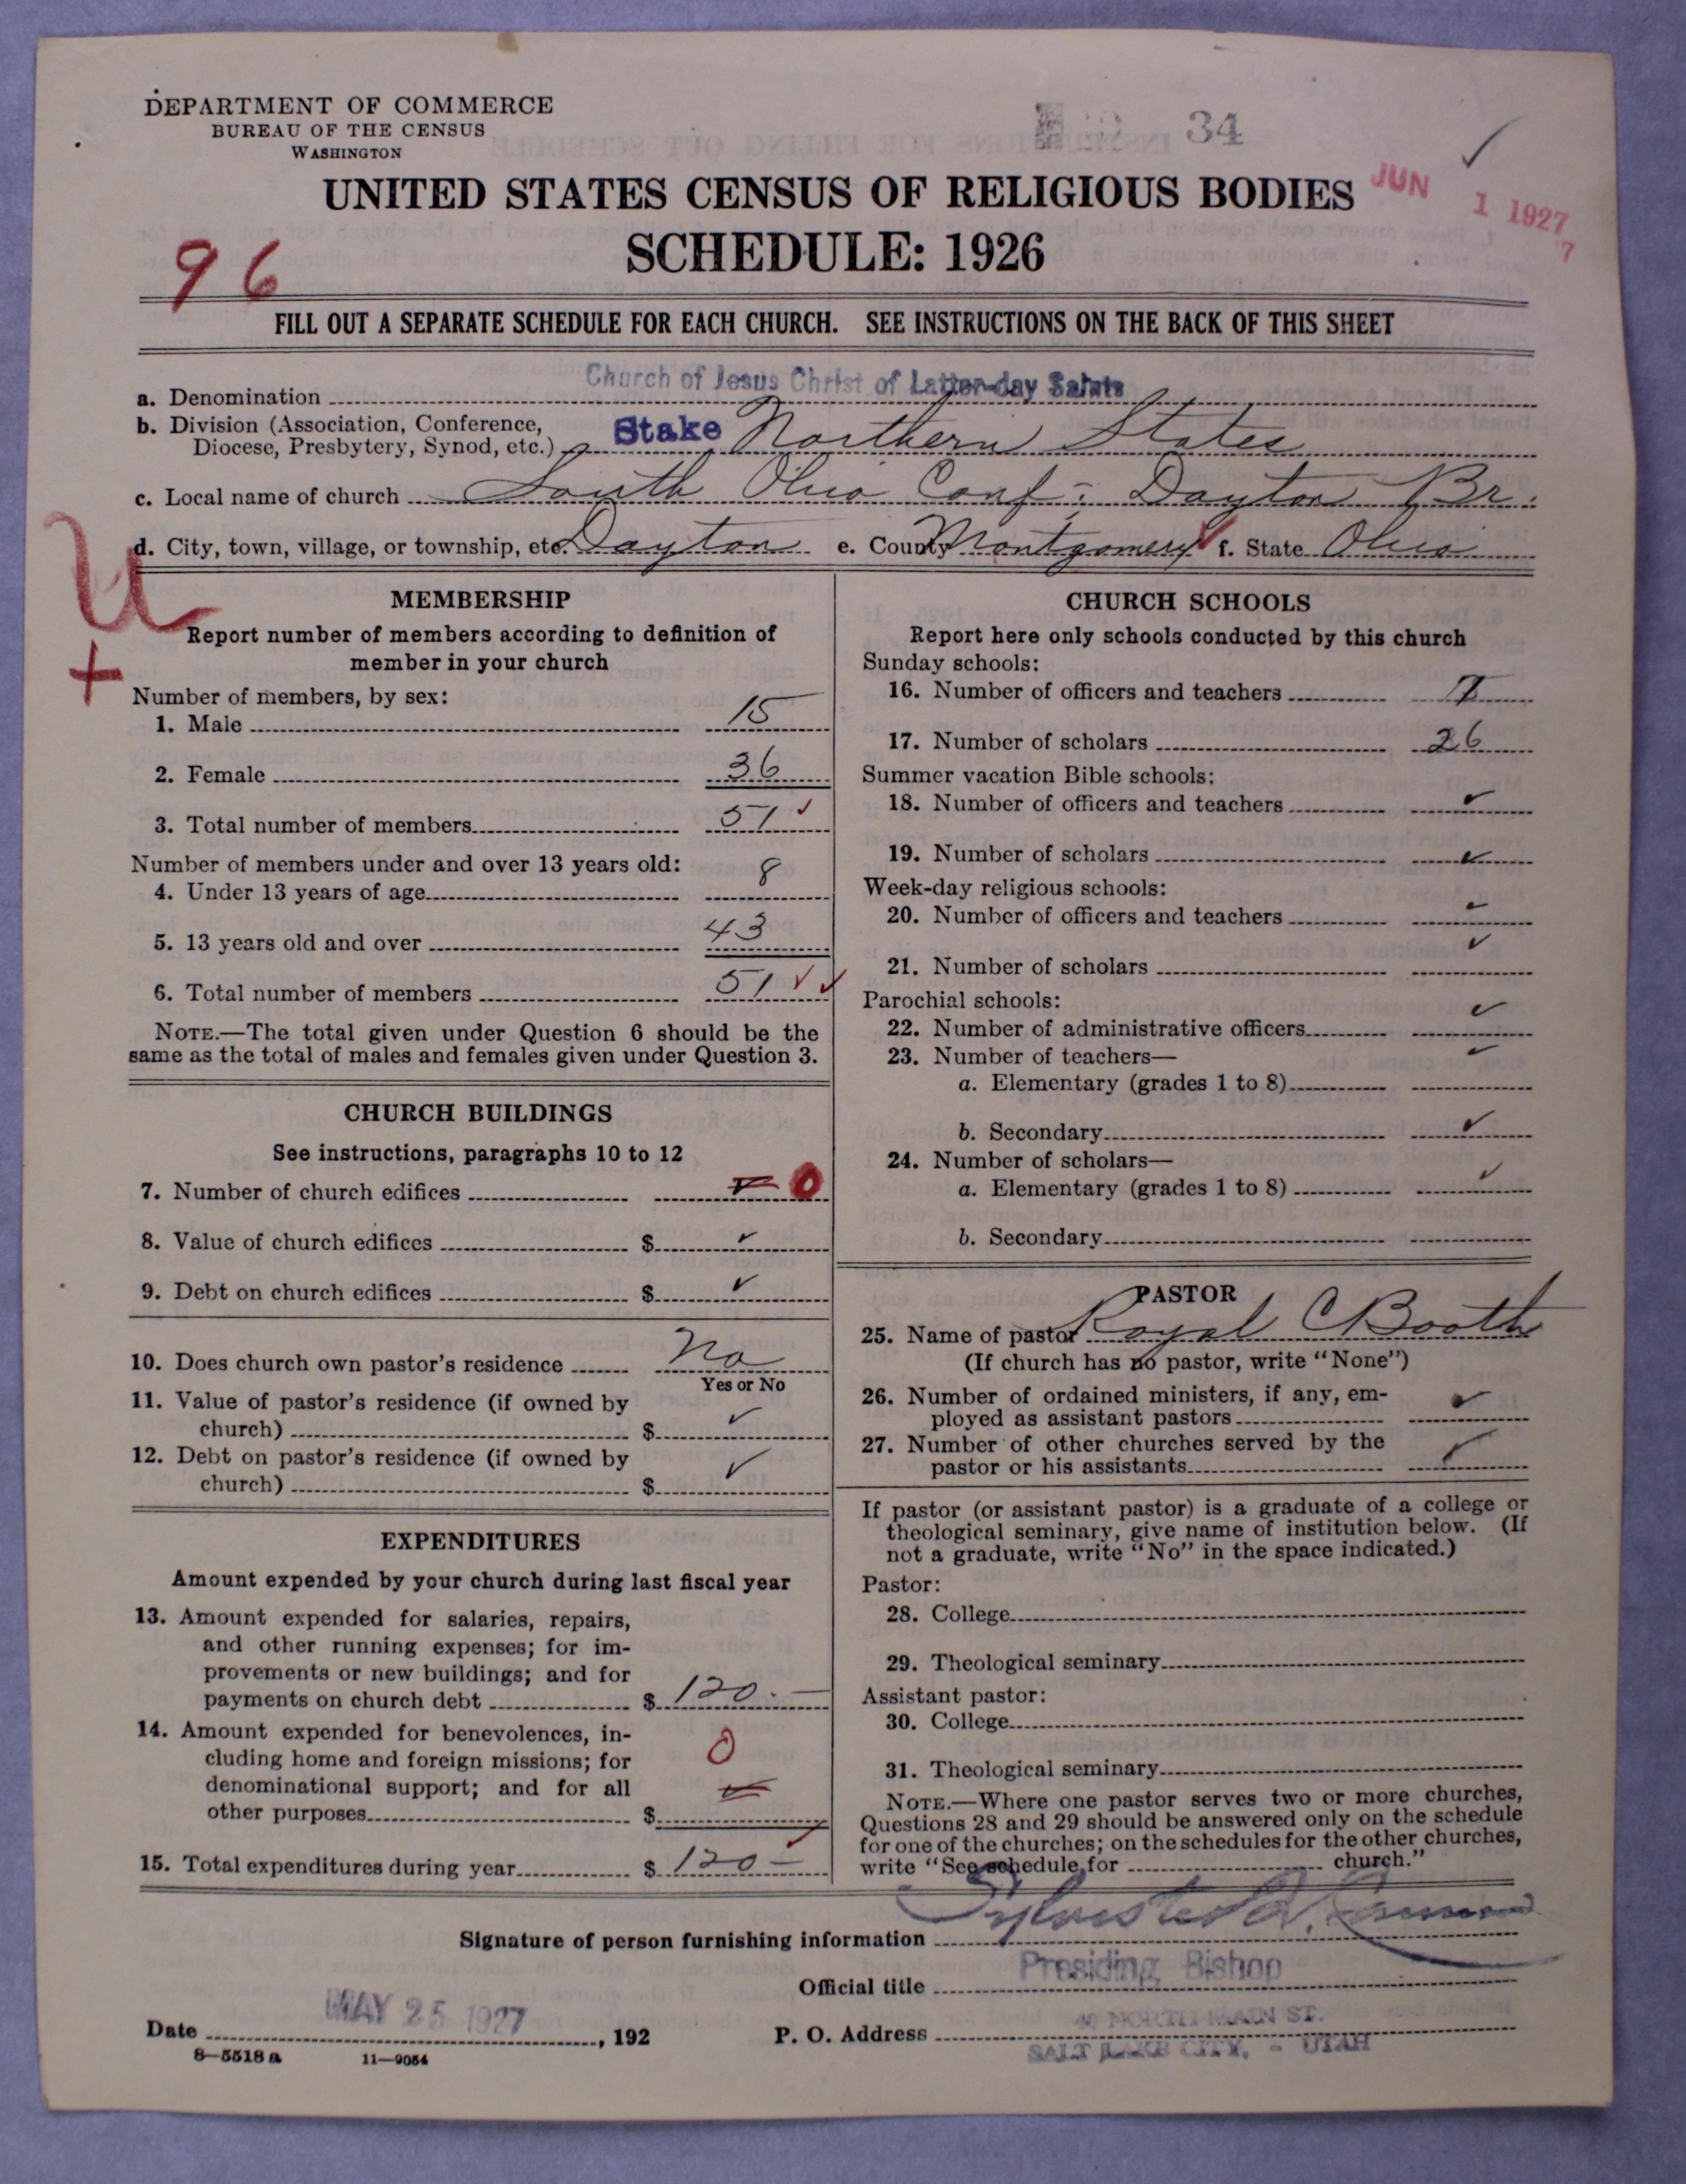 DEPARTMENT OF COMMERCE
BUREAU OF THE CENSUS
WASHINGTON
34
UNITED STATES CENSUS OF RELIGIOUS BODIES
SCHEDULE: 1926
JUN 1 1927
7
96
FILL OUT A SEPARATE SCHEDULE FOR EACH CHURCH. SEE INSTRUCTIONS ON THE BACK OF THIS SHEET
a. Denomination Church of Jesus Christ of Latter-day Saints
b. Division (Association, Conference,
Diocese, Presbytery, Synod, etc.) Stake Northern States
c. Local name of church South Ohio Conf- Dayton Br.
d. City, town, village, or township, etc. Dayton e. County Montgomery f. State Ohio
U
+
MEMBERSHIP
Report number of members according to definition of
member in your church
Number of members, by sex:
1. Male 15
2. Female 36
3. Total number of members 51 ✓
Number of members under and over 13 years old:
4. Under 13 years of age 8
5. 13 years old and over 43
6. Total number of members 51 ✓ ✓
NOTE.—The total given under Question 6 should be the
same as the total of males and females given under Question 3.
CHURCH BUILDINGS
See instructions, paragraphs 10 to 12
7. Number of church edifices 0
8. Value of church edifices $ ✓
9. Debt on church edifices $ ✓
10. Does church own pastor's residence No
Yes or No
11. Value of pastor's residence (if owned by
church) $ ✓
12. Debt on pastor's residence (if owned by
church) $ ✓
EXPENDITURES
Amount expended by your church during last fiscal year
13. Amount expended for salaries, repairs,
and other running expenses; for im-
provements or new buildings; and for
payments on church debt $ 120.—
14. Amount expended for benevolences, in-
cluding home and foreign missions; for
denominational support; and for all
other purposes $ 0
15. Total expenditures during year $ 120—
CHURCH SCHOOLS
Report here only schools conducted by this church
Sunday schools:
16. Number of officers and teachers 7
17. Number of scholars 26
Summer vacation Bible schools:
18. Number of officers and teachers ✓
19. Number of scholars ✓
Week-day religious schools:
20. Number of officers and teachers ✓
21. Number of scholars ✓
Parochial schools:
22. Number of administrative officers ✓
23. Number of teachers— ✓
a. Elementary (grades 1 to 8)
b. Secondary ✓
24. Number of scholars—
a. Elementary (grades 1 to 8) ✓
b. Secondary
PASTOR
25. Name of pastor Royal C Booth
(If church has no pastor, write "None")
26. Number of ordained ministers, if any, em-
ployed as assistant pastors ✓
27. Number of other churches served by the
pastor or his assistants ✓
If pastor (or assistant pastor) is a graduate of a college or
theological seminary, give name of institution below. (If
not a graduate, write "No" in the space indicated.)
Pastor:
28. College
29. Theological seminary
Assistant pastor:
30. College
31. Theological seminary
NOTE.—Where one pastor serves two or more churches,
Questions 28 and 29 should be answered only on the schedule
for one of the churches; on the schedules for the other churches,
write "See schedule for church."
Signature of person furnishing information Sylvester Q. Cannon
Official title Presiding Bishop
Date MAY 25 1927, 192
P. O. Address 40 NORTH MAIN ST.
SALT LAKE CITY, - UTAH
8—5518 a 11—9054